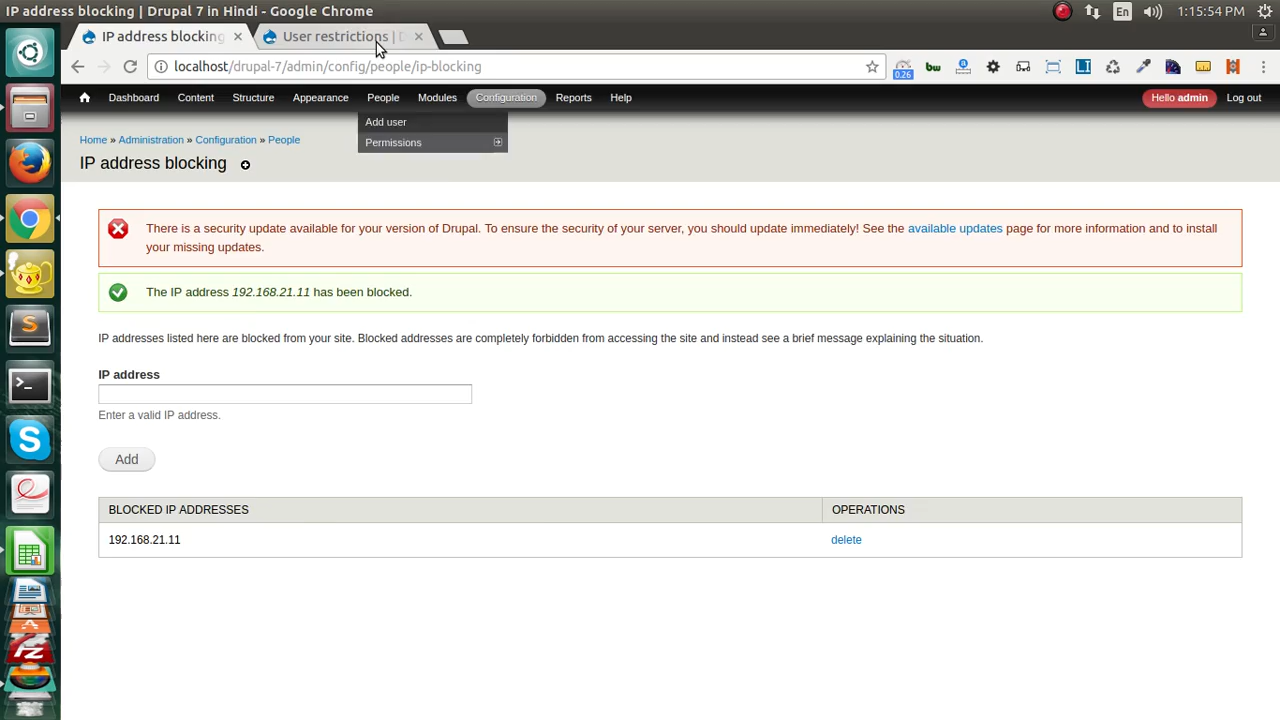 IP address blocking | Drupal 7 in Hindi - Google Chrome
En
1:15:54 PM
IP address blocking
User restrictions |
localhost/drupal-7/admin/config/people/ip-blocking
0.26
Dashboard Content Structure Appearance People Modules Configuration Reports Help
Hello admin Log out
Add user
Permissions
Home » Administration » Configuration » People
IP address blocking
There is a security update available for your version of Drupal. To ensure the security of your server, you should update immediately! See the available updates page for more information and to install
your missing updates.
The IP address 192.168.21.11 has been blocked.
IP addresses listed here are blocked from your site. Blocked addresses are completely forbidden from accessing the site and instead see a brief message explaining the situation.
IP address
Enter a valid IP address.
Add
BLOCKED IP ADDRESSES OPERATIONS
192.168.21.11 delete